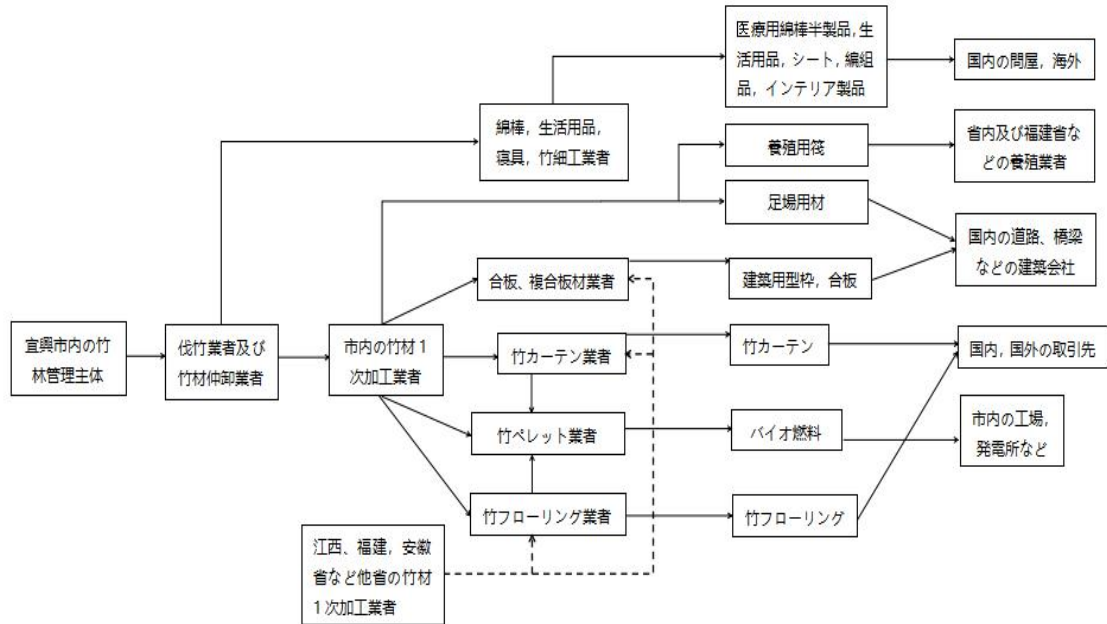 医療用綿棒半製品，生
活用品，シート，編組
品，インテリア製品
国内の問屋，海外
綿棒，生活用品，
寝具，竹細工業者
養殖用筏
省内及び福建省な
どの養殖業者
足場用材
国内の道路、橋梁
などの建築会社
合板、複合板材業者
建築用型枠，合板
宜興市内の竹
林管理主体
伐竹業者及び
竹材仲卸業者
市内の竹材１
次加工業者
竹カーテン業者
竹カーテン
国内，国外の取引先
竹ペレット業者
バイオ燃料
市内の工場，
発電所など
竹フローリング業者
竹フローリング
江西、福建，安徽
省など他省の竹材
１次加工業者